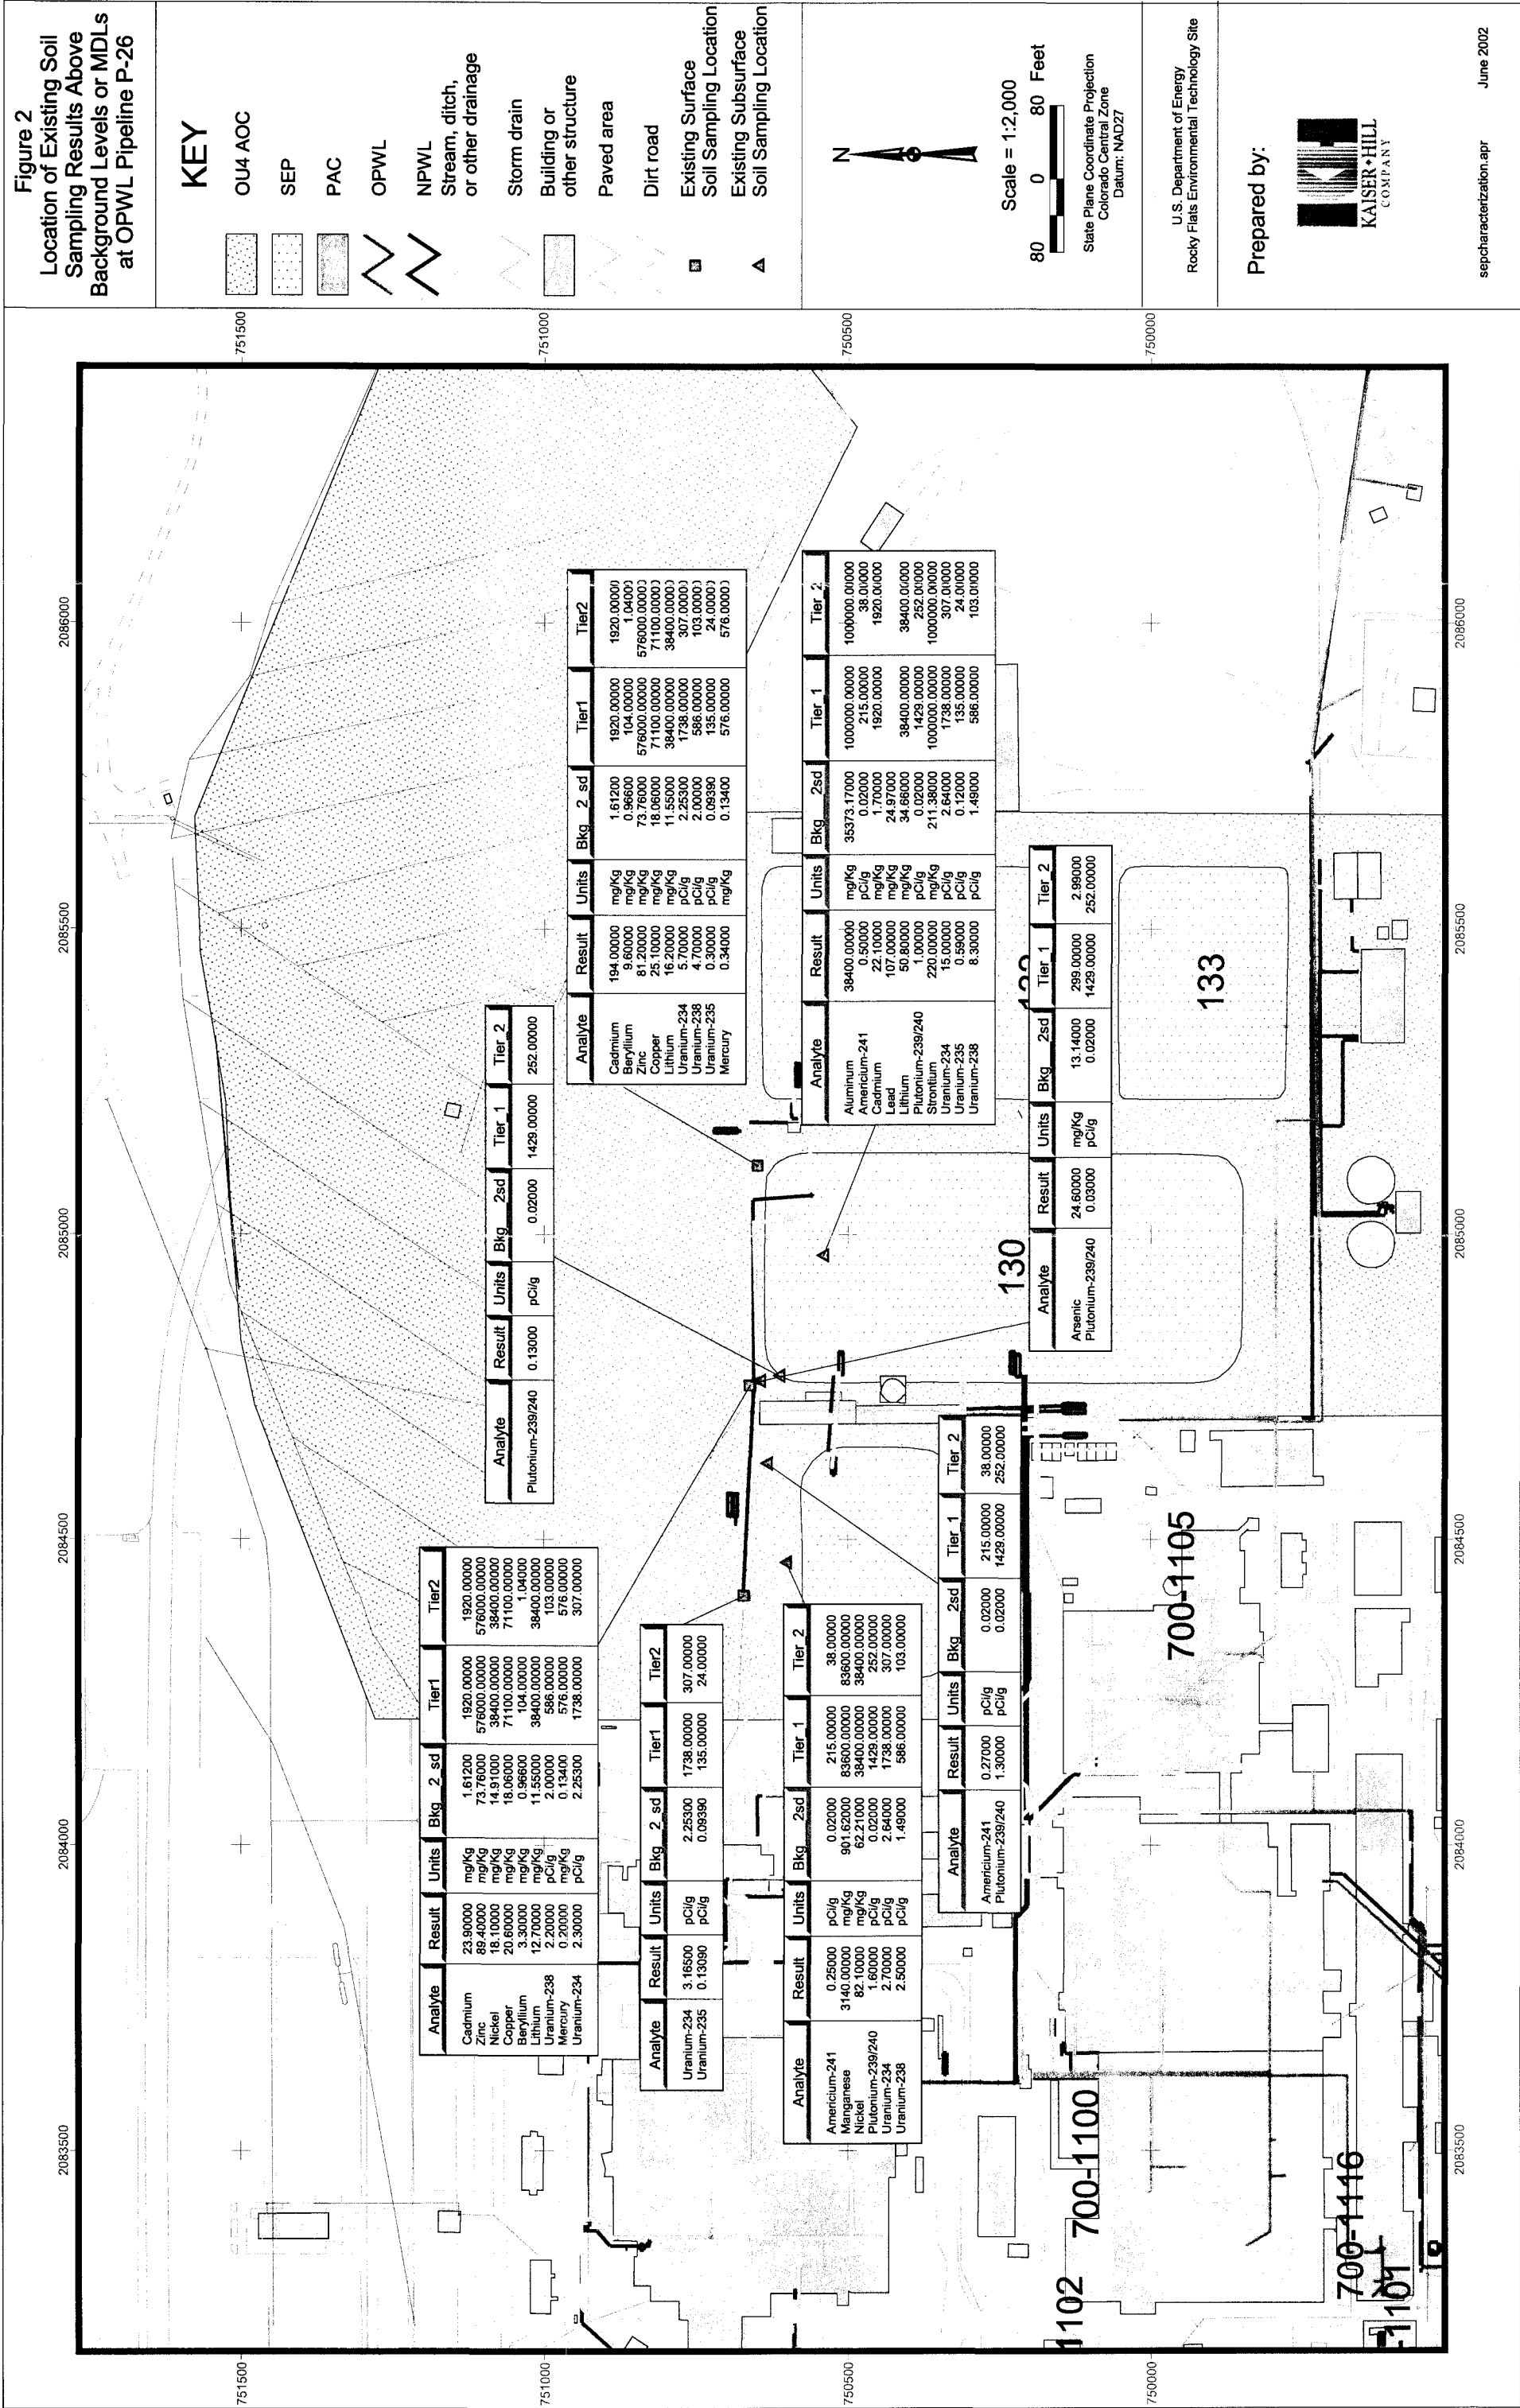 Figure 2
Location of Existing Soil
Sampling Results Above
Background Levels or MDLs
at OPWL Pipeline P-26
KEY
OU4 AOC
SEP
PAC
OPWL
NPWL
Stream, ditch,
or other drainage
Storm drain
Building or
other structure
Paved area
Dirt road
Existing Surface
Soil Sampling Location
Existing Subsurface
Soil Sampling Location
N
Scale = 1:2,000
80 0 80 Feet
State Plane Coordinate Projection
Colorado Central Zone
Datum: NAD27
U.S. Department of Energy
Rocky Flats Environmental Technology Site
Prepared by:
KAISER•HILL
COMPANY
sepcharacterization.apr June 2002
2083500 2084000 2084500 2085000 2085500 2086000
751500 751500
751000 751000
750500 750500
750000 750000
2083500 2084000 2084500 2085000 2085500 2086000
Analyte Result Units Bkg 2 sd Tier1 Tier2
Cadmium 23.90000 mg/Kg 1.61200 1920.00000 1920.00000
Zinc 89.40000 mg/Kg 73.76000 576000.00000 576000.00000
Nickel 18.10000 mg/Kg 14.91000 38400.00000 38400.00000
Copper 20.60000 mg/Kg 18.06000 71100.00000 71100.00000
Beryllium 3.30000 mg/Kg 0.96600 104.00000 1.04000
Lithium 12.70000 mg/Kg 11.55000 38400.00000 38400.00000
Uranium-238 2.20000 pCi/g 2.00000 586.00000 103.00000
Mercury 0.20000 mg/Kg 0.13400 576.00000 576.00000
Uranium-234 2.30000 pCi/g 2.25300 1738.00000 307.00000
Analyte Result Units Bkg 2sd Tier 1 Tier 2
Plutonium-239/240 0.13000 pCi/g 0.02000 1429.00000 252.00000
Analyte Result Units Bkg 2 sd Tier1 Tier2
Cadmium 194.00000 mg/Kg 1.61200 1920.00000 1920.00000
Beryllium 9.60000 mg/Kg 0.96600 104.00000 1.04000
Zinc 81.20000 mg/Kg 73.76000 576000.00000 576000.00000
Copper 25.10000 mg/Kg 18.06000 71100.00000 71100.00000
Lithium 16.20000 mg/Kg 11.55000 38400.00000 38400.00000
Uranium-234 5.70000 pCi/g 2.25300 1738.00000 307.00000
Uranium-238 4.70000 pCi/g 2.00000 586.00000 103.00000
Uranium-235 0.30000 pCi/g 0.09390 135.00000 24.00000
Mercury 0.34000 mg/Kg 0.13400 576.00000 576.00000
Analyte Result Units Bkg 2 sd Tier1 Tier2
Uranium-234 3.16500 pCi/g 2.25300 1738.00000 307.00000
Uranium-235 0.13090 pCi/g 0.09390 135.00000 24.00000
Analyte Result Units Bkg 2sd Tier 1 Tier 2
Americium-241 0.25000 pCi/g 0.02000 215.00000 38.00000
Manganese 3140.00000 mg/Kg 901.62000 83600.00000 83600.00000
Nickel 82.10000 mg/Kg 62.21000 38400.00000 38400.00000
Plutonium-239/240 1.60000 pCi/g 0.02000 1429.00000 252.00000
Uranium-234 2.70000 pCi/g 2.64000 1738.00000 307.00000
Uranium-238 2.50000 pCi/g 1.49000 586.00000 103.00000
Analyte Result Units Bkg 2sd Tier 1 Tier 2
Aluminum 38400.00000 mg/Kg 35373.17000 1000000.00000 1000000.00000
Americium-241 0.50000 pCi/g 0.02000 215.00000 38.00000
Cadmium 22.10000 mg/Kg 1.70000 1920.00000 1920.00000
Lead 107.00000 mg/Kg 24.97000
Lithium 50.80000 mg/Kg 34.66000 38400.00000 38400.00000
Plutonium-239/240 1.00000 pCi/g 0.02000 1429.00000 252.00000
Strontium 220.00000 mg/Kg 211.38000 1000000.00000 1000000.00000
Uranium-234 15.00000 pCi/g 2.64000 1738.00000 307.00000
Uranium-235 0.59000 pCi/g 0.12000 135.00000 24.00000
Uranium-238 8.30000 pCi/g 1.49000 586.00000 103.00000
Analyte Result Units Bkg 2sd Tier 1 Tier 2
Americium-241 0.27000 pCi/g 0.02000 215.00000 38.00000
Plutonium-239/240 1.30000 pCi/g 0.02000 1429.00000 252.00000
Analyte Result Units Bkg 2sd Tier 1 Tier 2
Arsenic 24.60000 mg/Kg 13.14000 299.00000 2.99000
Plutonium-239/240 0.03000 pCi/g 0.02000 1429.00000 252.00000
130
133
700-1105
700-1100
1102
700-1116
1101